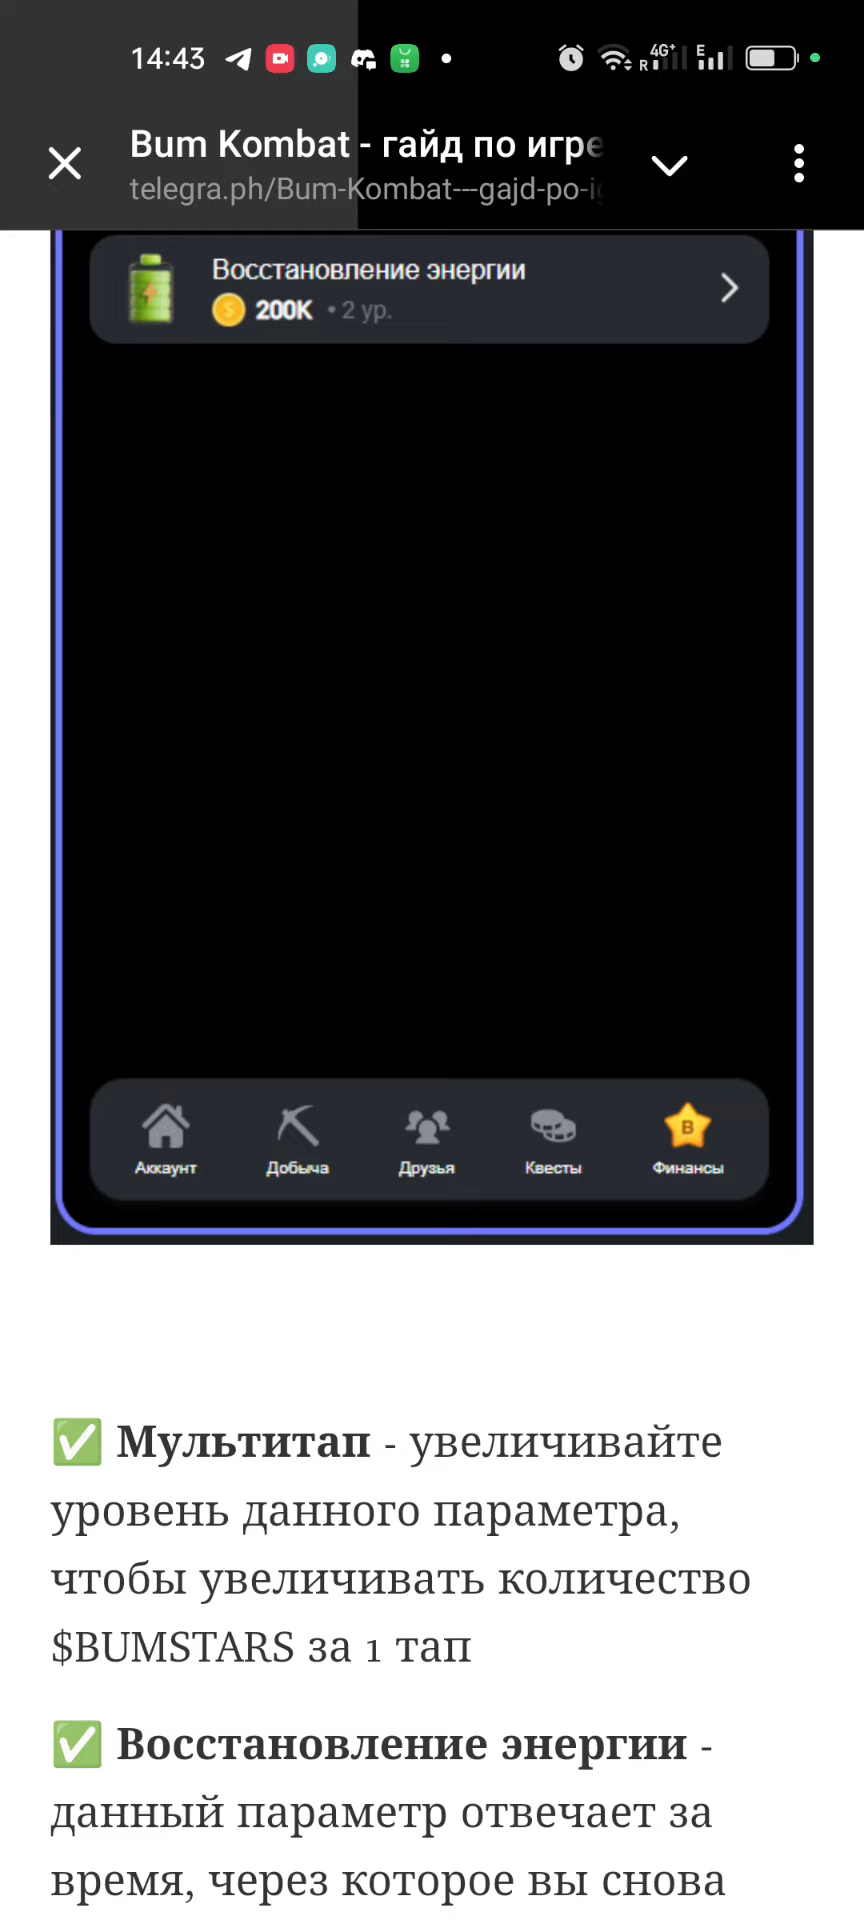 14:43
4G+
R
E
Bum Kombat - гайд по игре
telegra.ph/Bum-Kombat---gajd-po-ig
Восстановление энергии
200K • 2 ур.
Аккаунт Добыча Друзья Квесты Финансы
✅ Мультитап - увеличивайте
уровень данного параметра,
чтобы увеличивать количество
$BUMSTARS за 1 тап
✅ Восстановление энергии -
данный параметр отвечает за
время, через которое вы снова